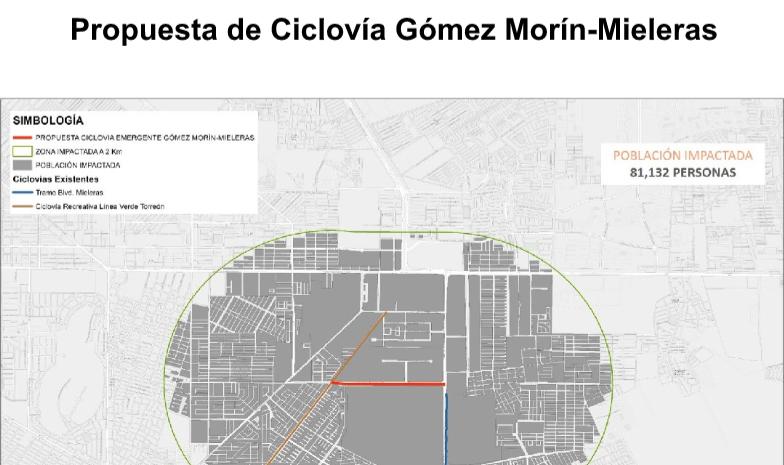 Propuesta de Ciclovía Gómez Morín-Mieleras
SIMBOLOGÍA
PROPUESTA CICLOVIA EMERGENTE GÓMEZ MORÍN-MIELERAS
ZONA IMPACTADA A 2 Km
POBLACIÓN IMPACTADA
Ciclovías Existentes
Tramo Blvd. Mieleras
Ciclovía Recreativa Línea Verde Torreón
POBLACIÓN IMPACTADA
81,132 PERSONAS